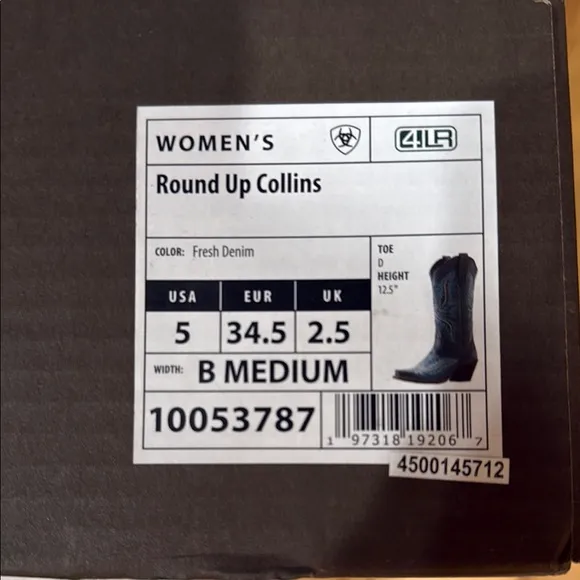 WOMEN'S
4LR
Round Up Collins
COLOR: Fresh Denim
TOE
D
HEIGHT
12.5"
USA EUR UK
5 34.5 2.5
WIDTH: B MEDIUM
10053787
1 97318 19206 7
4500145712